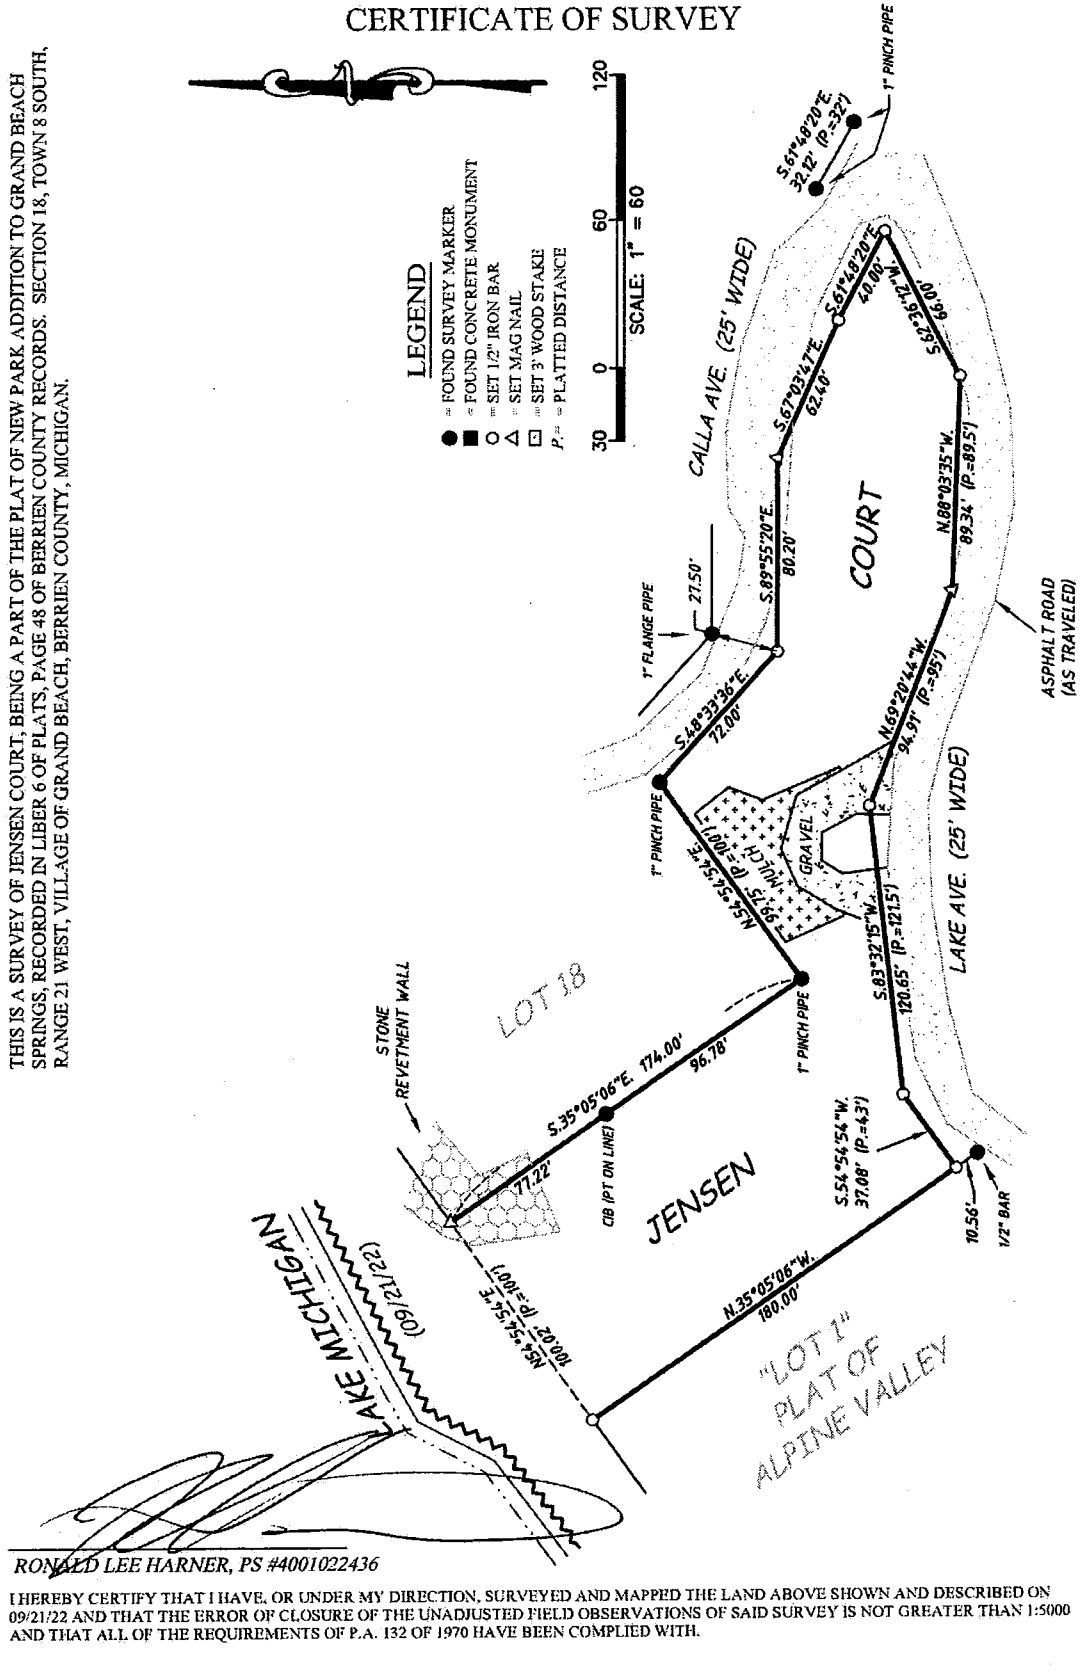 CERTIFICATE OF SURVEY
THIS IS A SURVEY OF JENSEN COURT, BEING A PART OF THE PLAT OF NEW PARK ADDITION TO GRAND BEACH
SPRINGS, RECORDED IN LIBER 6 OF PLATS, PAGE 48 OF BERRIEN COUNTY RECORDS. SECTION 18, TOWN 8 SOUTH,
RANGE 21 WEST, VILLAGE OF GRAND BEACH, BERRIEN COUNTY, MICHIGAN.
LEGEND
= FOUND SURVEY MARKER
= FOUND CONCRETE MONUMENT
= SET 1/2" IRON BAR
= SET MAG NAIL
= SET 3' WOOD STAKE
P. = = PLATTED DISTANCE
30 0 60 120
SCALE: 1" = 60
1" PINCH PIPE
S.61°48'20"E.
32.12' (P.=32')
CALLA AVE. (25' WIDE)
S.61°48'20"E.
40.00'
S.62°36'12"W.
66.00'
S.67°03'47"E.
62.40'
S.89°55'20"E.
80.20'
COURT
N.88°03'35"W.
89.34' (P.=89.5')
27.50'
1" FLANGE PIPE
S.48°33'36"E.
72.00'
N.69°20'44"W.
94.91' (P.=95')
ASPHALT ROAD
(AS TRAVELED)
1" PINCH PIPE
N.54°54'54"E.
99.75' (P.=100')
MULCH
GRAVEL
S.83°32'15"W.
120.65' (P.=121.5')
LAKE AVE. (25' WIDE)
LOT 18
STONE
REVETMENT WALL
1" PINCH PIPE
S.35°05'06"E. 174.00'
96.78'
77.22'
CIB (PT ON LINE)
JENSEN
S.54°54'54"W.
37.08' (P.=43')
10.56'
1/2" BAR
N.35°05'06"W.
180.00'
N54°54'54"E
100.02' (P.=100')
LAKE MICHIGAN
(09/21/22)
"LOT 1"
PLAT OF
ALPINE VALLEY
RONALD LEE HARNER, PS #4001022436
I HEREBY CERTIFY THAT I HAVE, OR UNDER MY DIRECTION, SURVEYED AND MAPPED THE LAND ABOVE SHOWN AND DESCRIBED ON
09/21/22 AND THAT THE ERROR OF CLOSURE OF THE UNADJUSTED FIELD OBSERVATIONS OF SAID SURVEY IS NOT GREATER THAN 1:5000
AND THAT ALL OF THE REQUIREMENTS OF P.A. 132 OF 1970 HAVE BEEN COMPLIED WITH.